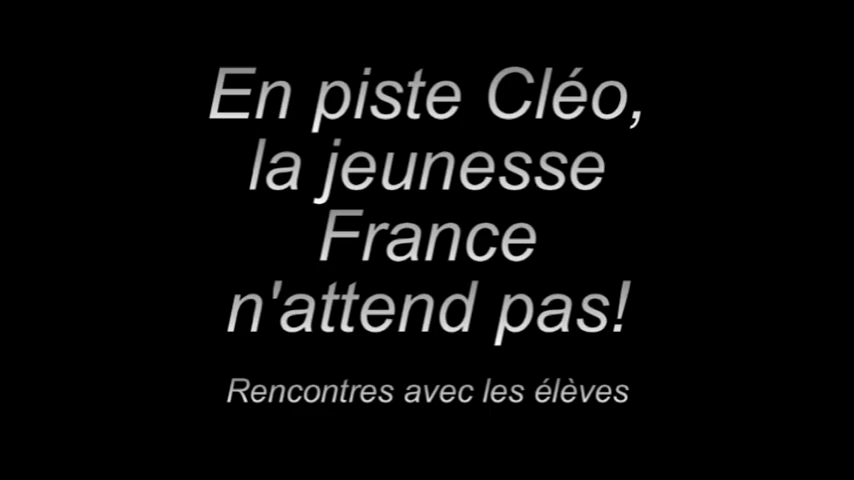 En piste Cléo,
la jeunesse
France
n'attend pas!
Rencontres avec les élèves